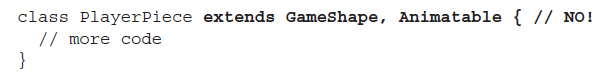 class PlayerPiece extends GameShape, Animatable { // NO!
// more code
}